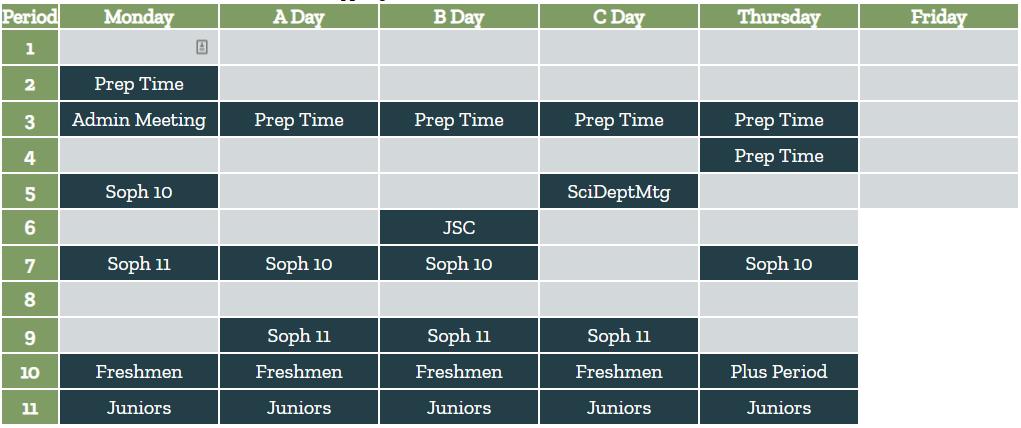 Period Monday A Day B Day C Day Thursday Friday
1
2 Prep Time
3 Admin Meeting Prep Time Prep Time Prep Time Prep Time
4 Prep Time
5 Soph 10 SciDeptMtg
6 JSC
7 Soph 11 Soph 10 Soph 10 Soph 10
8
9 Soph 11 Soph 11 Soph 11
10 Freshmen Freshmen Freshmen Freshmen Plus Period
11 Juniors Juniors Juniors Juniors Juniors